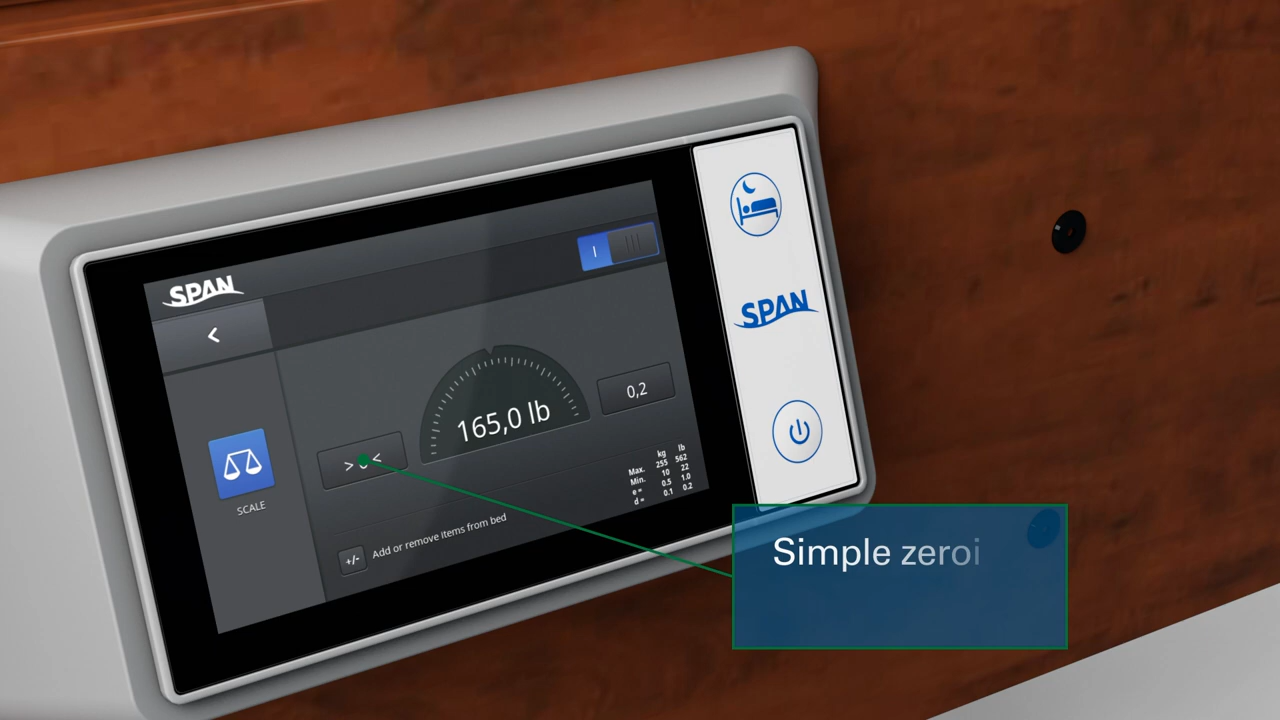 SPAN
I
<
165,0 lb
0,2
> 0 <
SCALE
kg lb
Max. 255 562
Min. 10 22
e = 0.5 1.0
d = 0.1 0.2
+/- Add or remove items from bed
SPAN
Simple zeroi